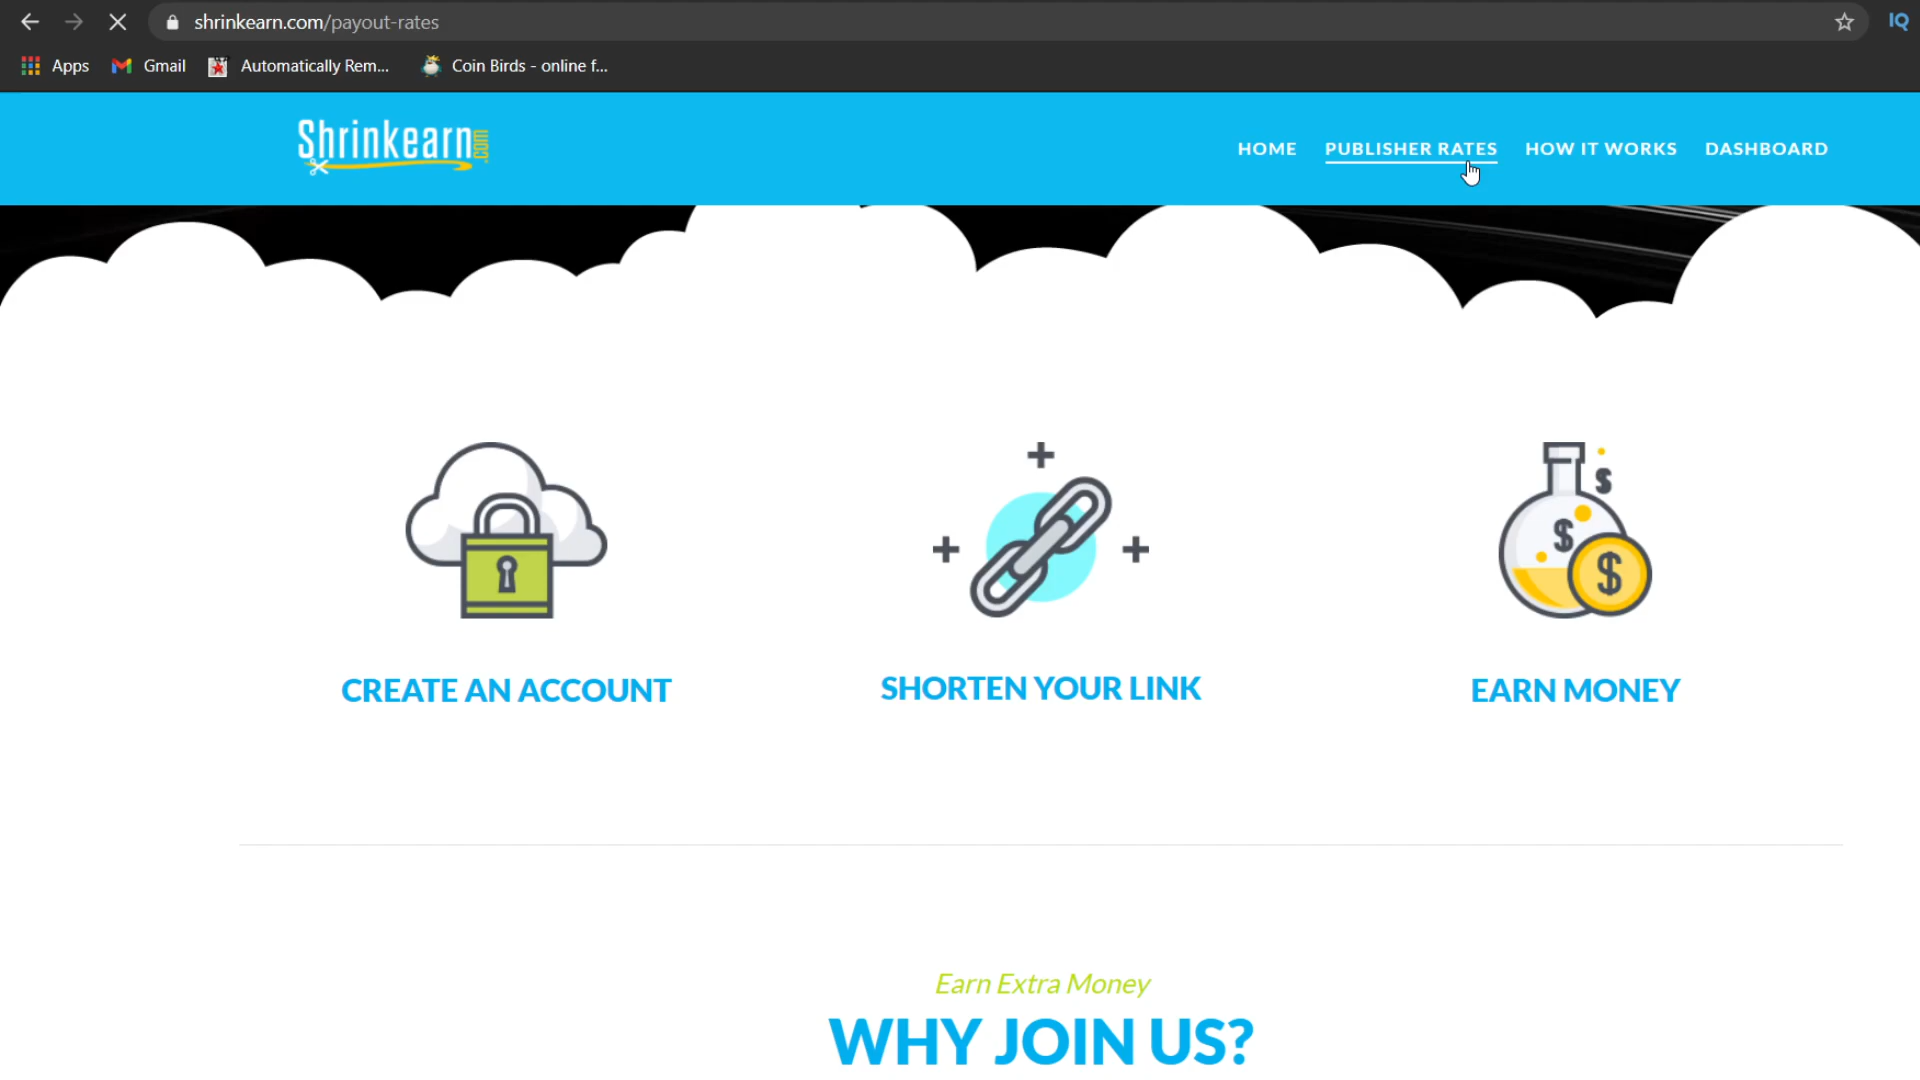 shrinkearn.com/payout-rates
IQ
Apps
Gmail
Automatically Rem...
Coin Birds - online f...
Shrinkearn.com
HOME
PUBLISHER RATES
HOW IT WORKS
DASHBOARD
$
$
$
CREATE AN ACCOUNT
SHORTEN YOUR LINK
EARN MONEY
Earn Extra Money
WHY JOIN US?